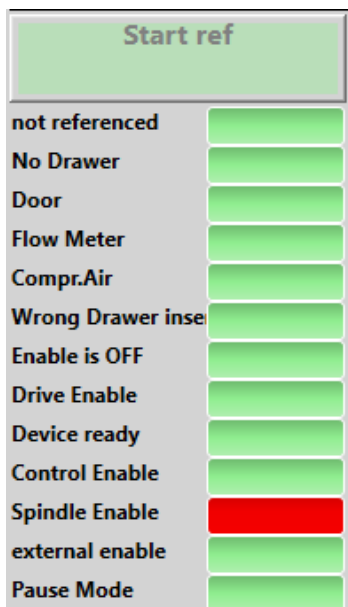 Start ref
not referenced
No Drawer
Door
Flow Meter
Compr.Air
Wrong Drawer inse
Enable is OFF
Drive Enable
Device ready
Control Enable
Spindle Enable
external enable
Pause Mode